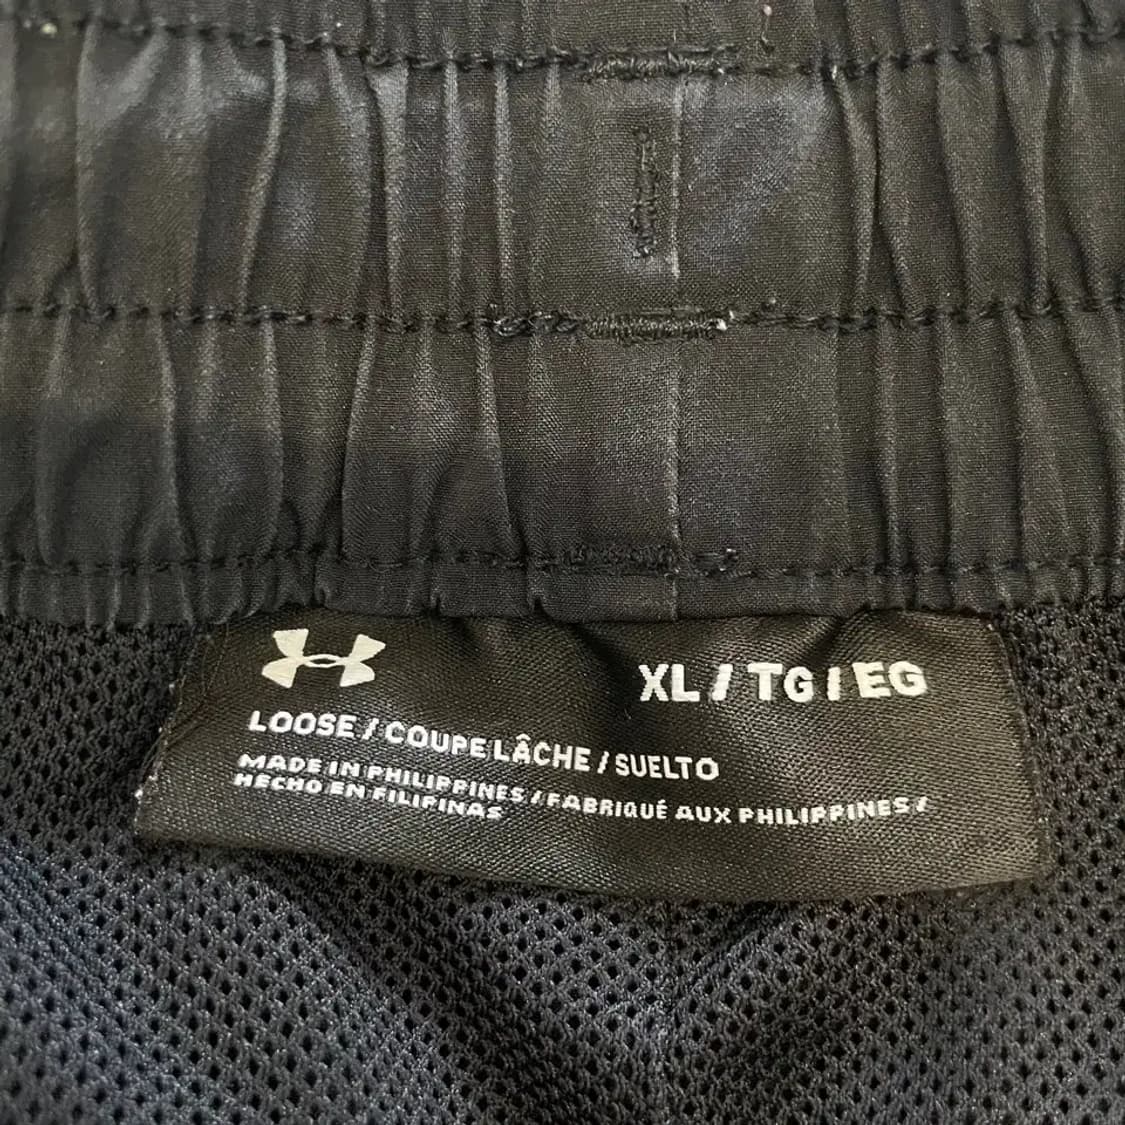 XL / TG / EG
LOOSE / COUPE LÂCHE / SUELTO
MADE IN PHILIPPINES / FABRIQUÉ AUX PHILIPPINES /
HECHO EN FILIPINAS